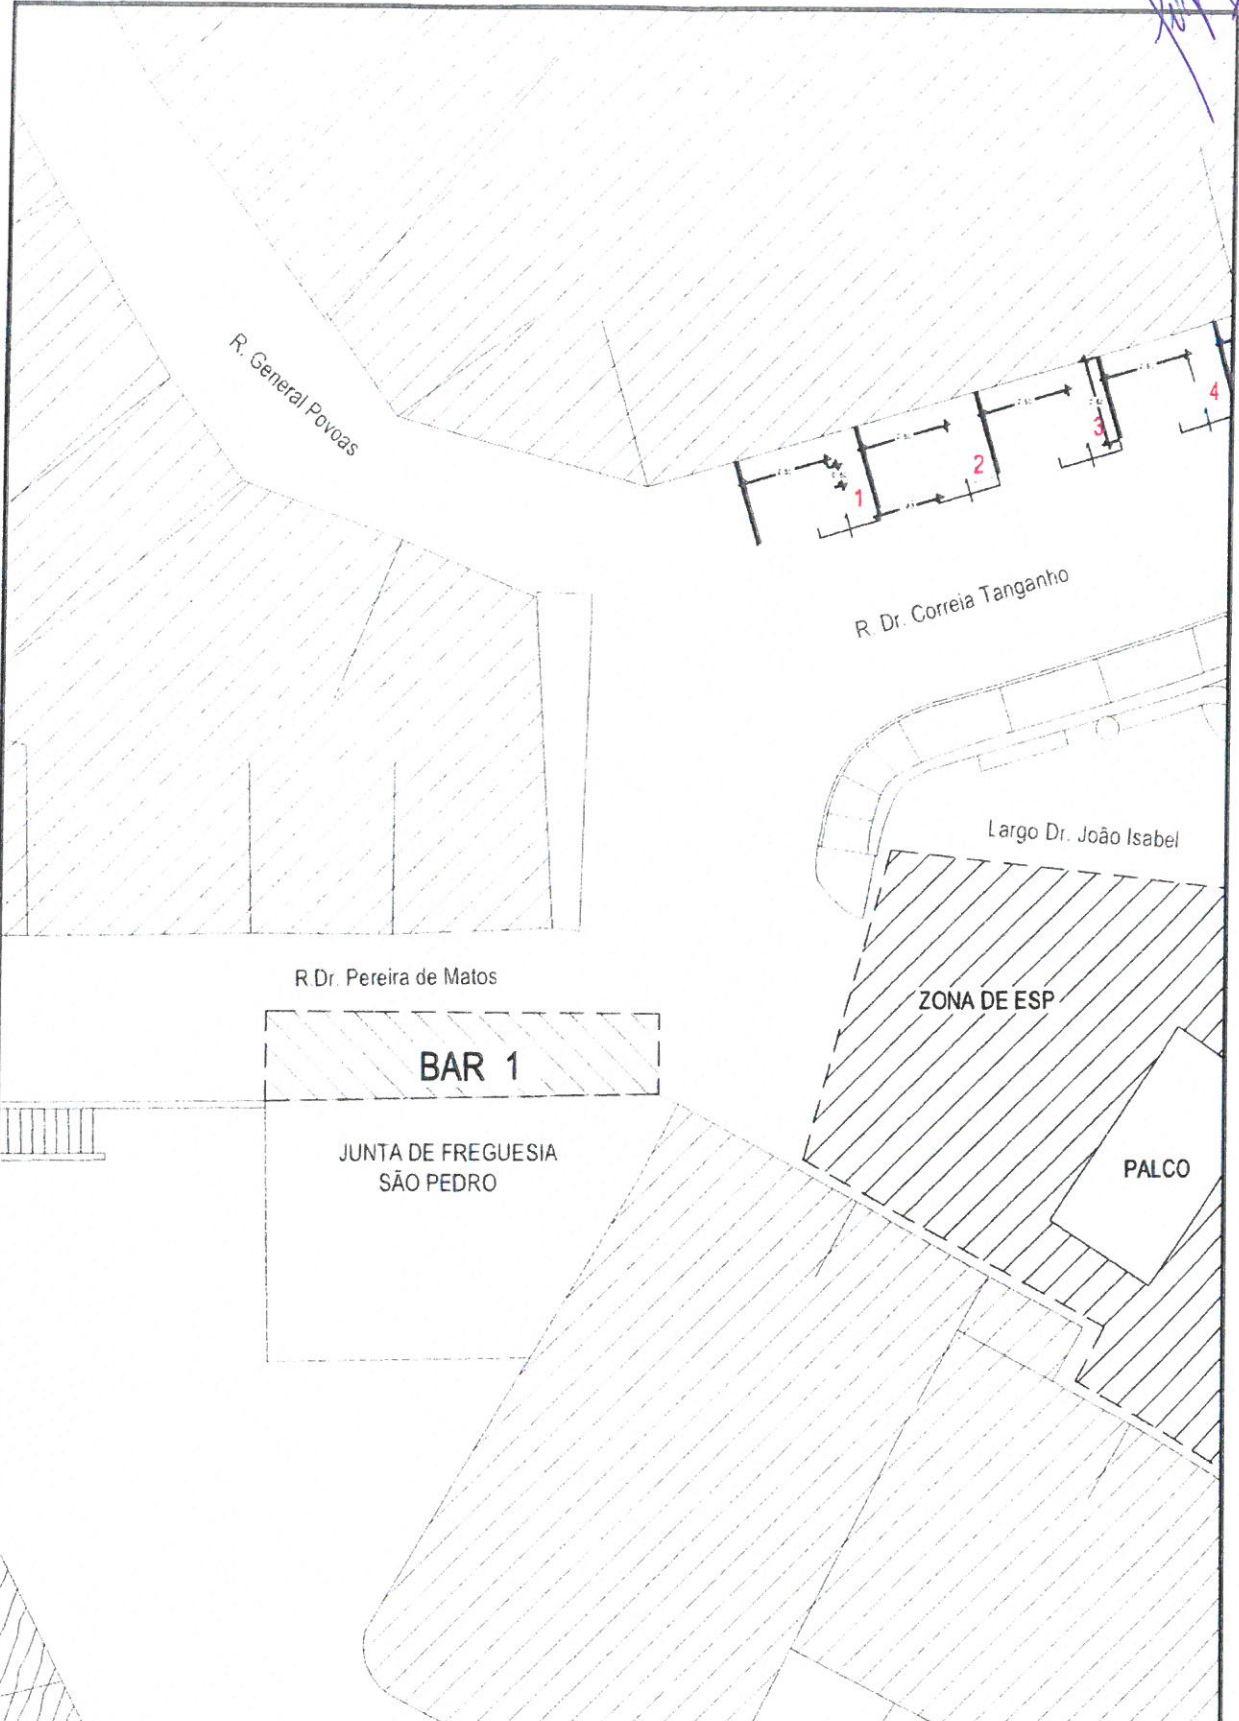 R. General Povoas
1
2
3
4
R. Dr. Correia Tanganho
Largo Dr. João Isabel
R.Dr. Pereira de Matos
ZONA DE ESP
BAR 1
JUNTA DE FREGUESIA
SÃO PEDRO
PALCO